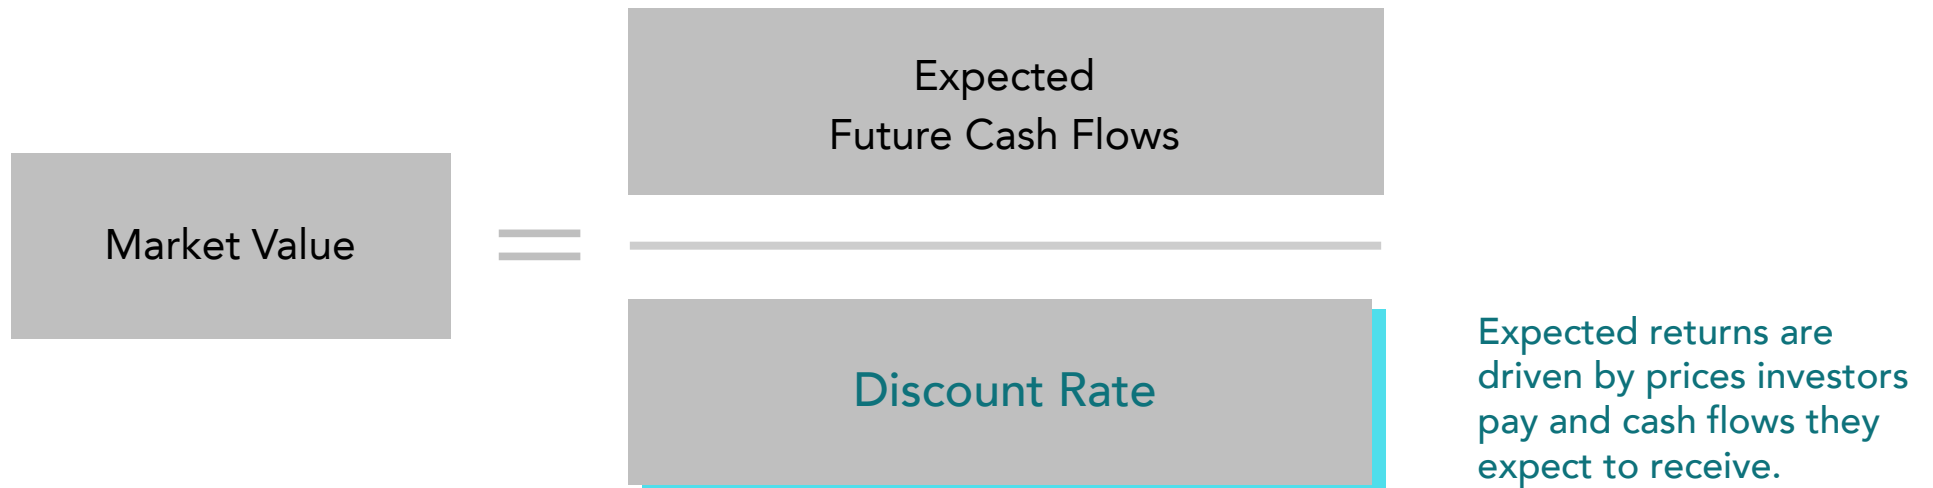 Expected
Future Cash Flows
Market Value
=
Discount Rate
Expected returns are
driven by prices investors
pay and cash flows they
expect to receive.